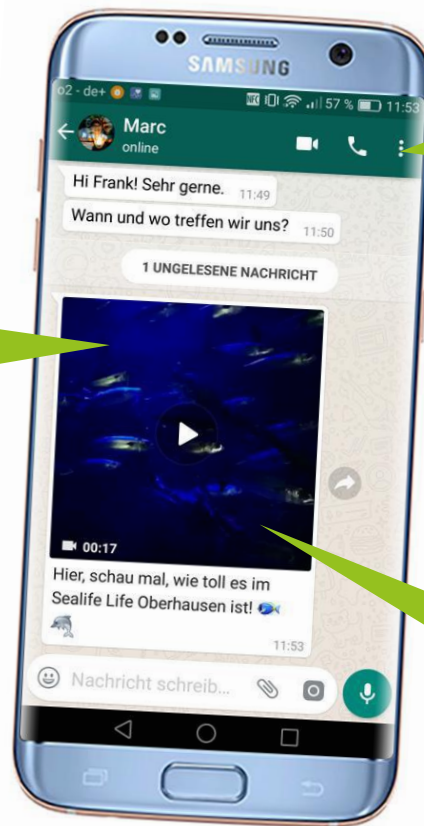 SAMSUNG
o2 - de+ 57 % 11:53
Marc
online
Hi Frank! Sehr gerne. 11:49
Wann und wo treffen wir uns? 11:50
1 UNGELESENE NACHRICHT
00:17
Hier, schau mal, wie toll es im
Sealife Life Oberhausen ist!
11:53
Nachricht schreib...